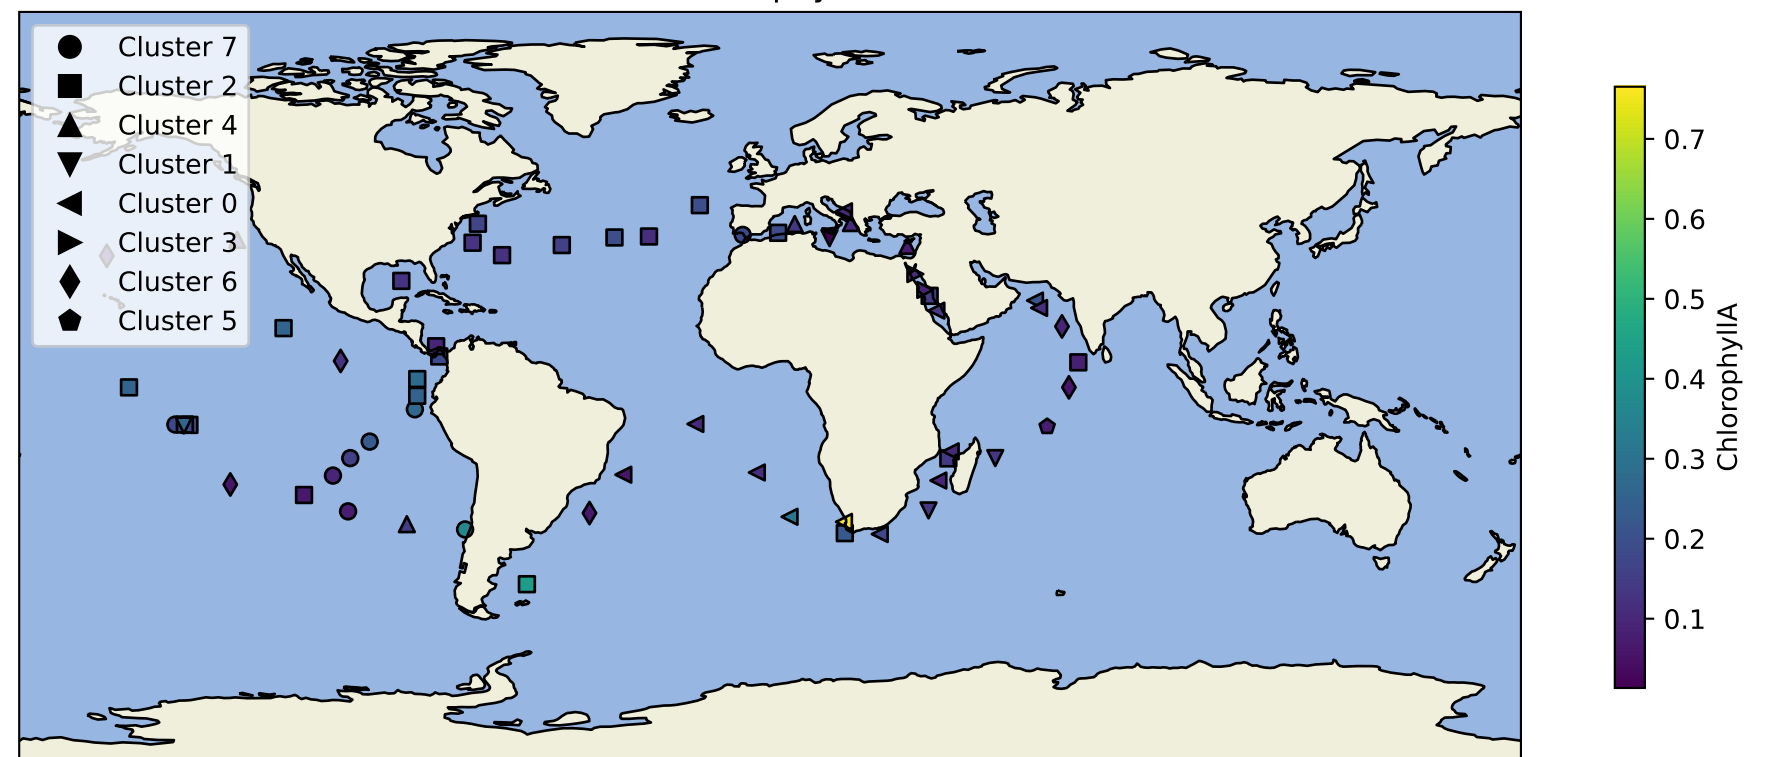 Cluster 7
Cluster 2
Cluster 4
Cluster 1
Cluster 0
Cluster 3
Cluster 6
Cluster 5
0.7
0.6
0.5
0.4
0.3
0.2
0.1
ChlorophyllA